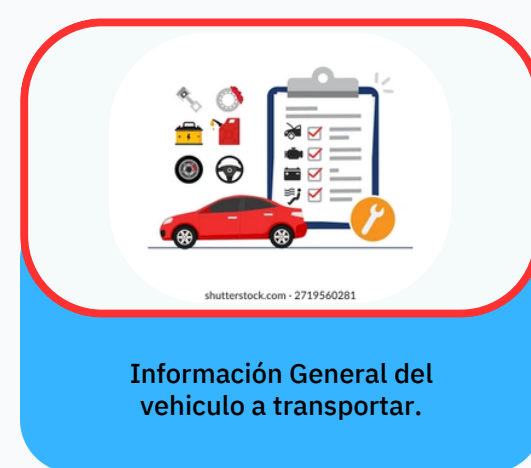 shutterstock.com · 2719560281
Información General del
vehiculo a transportar.